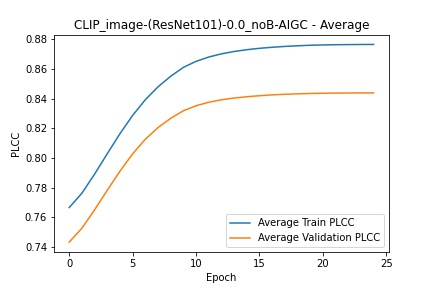 CLIP_image-(ResNet101)-0.0_noB-AIGC - Average
0.88
0.86
0.84
0.82
0.80
0.78
0.76
0.74
PLCC
Average Train PLCC
Average Validation PLCC
0 5 10 15 20 25
Epoch